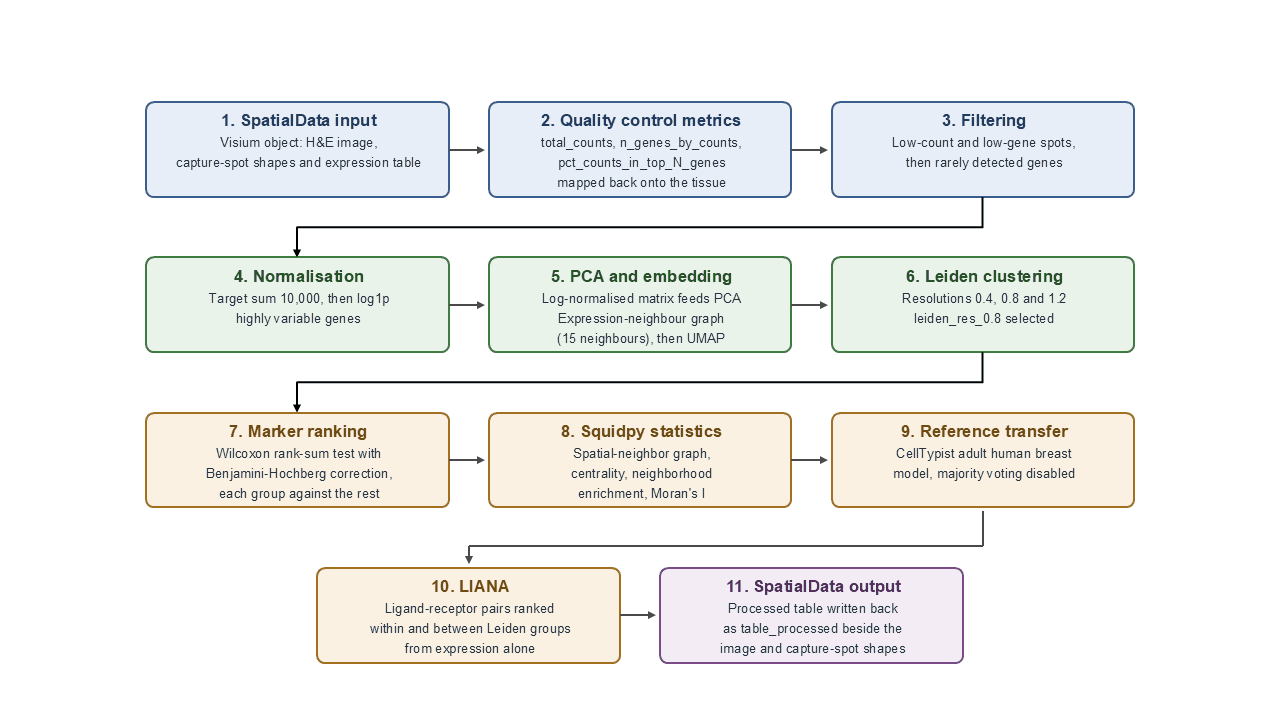 1. SpatialData input
Visium object: H&E image,
capture-spot shapes and expression table
2. Quality control metrics
total_counts, n_genes_by_counts,
pct_counts_in_top_N_genes
mapped back onto the tissue
3. Filtering
Low-count and low-gene spots,
then rarely detected genes
4. Normalisation
Target sum 10,000, then log1p
highly variable genes
5. PCA and embedding
Log-normalised matrix feeds PCA
Expression-neighbour graph
(15 neighbours), then UMAP
6. Leiden clustering
Resolutions 0.4, 0.8 and 1.2
leiden_res_0.8 selected
7. Marker ranking
Wilcoxon rank-sum test with
Benjamini-Hochberg correction,
each group against the rest
8. Squidpy statistics
Spatial-neighbor graph,
centrality, neighborhood
enrichment, Moran's I
9. Reference transfer
CellTypist adult human breast
model, majority voting disabled
10. LIANA
Ligand-receptor pairs ranked
within and between Leiden groups
from expression alone
11. SpatialData output
Processed table written back
as table_processed beside the
image and capture-spot shapes